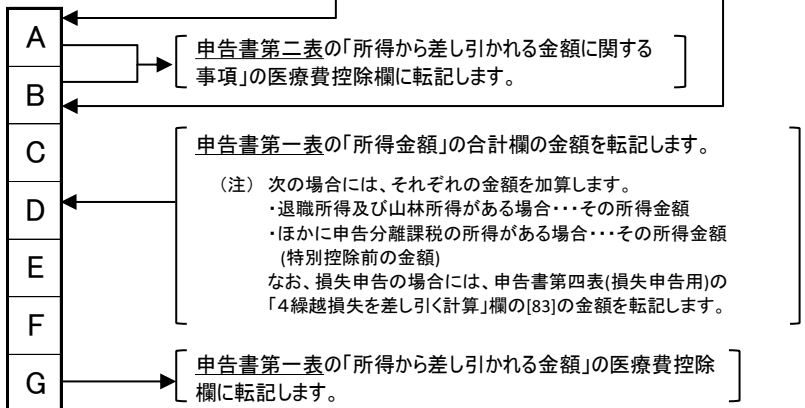 A
申告書第二表の「所得から差し引かれる金額に関する
事項」の医療費控除欄に転記します。
B
C
申告書第一表の「所得金額」の合計欄の金額を転記します。
（注） 次の場合には、それぞれの金額を加算します。
・退職所得及び山林所得がある場合・・・その所得金額
D
・ほかに申告分離課税の所得がある場合・・・その所得金額
(特別控除前の金額)
E
なお、損失申告の場合には、申告書第四表(損失申告用)の
「４繰越損失を差し引く計算」欄の[83]の金額を転記します。
F
申告書第一表の「所得から差し引かれる金額」の医療費控除
G
欄に転記します。